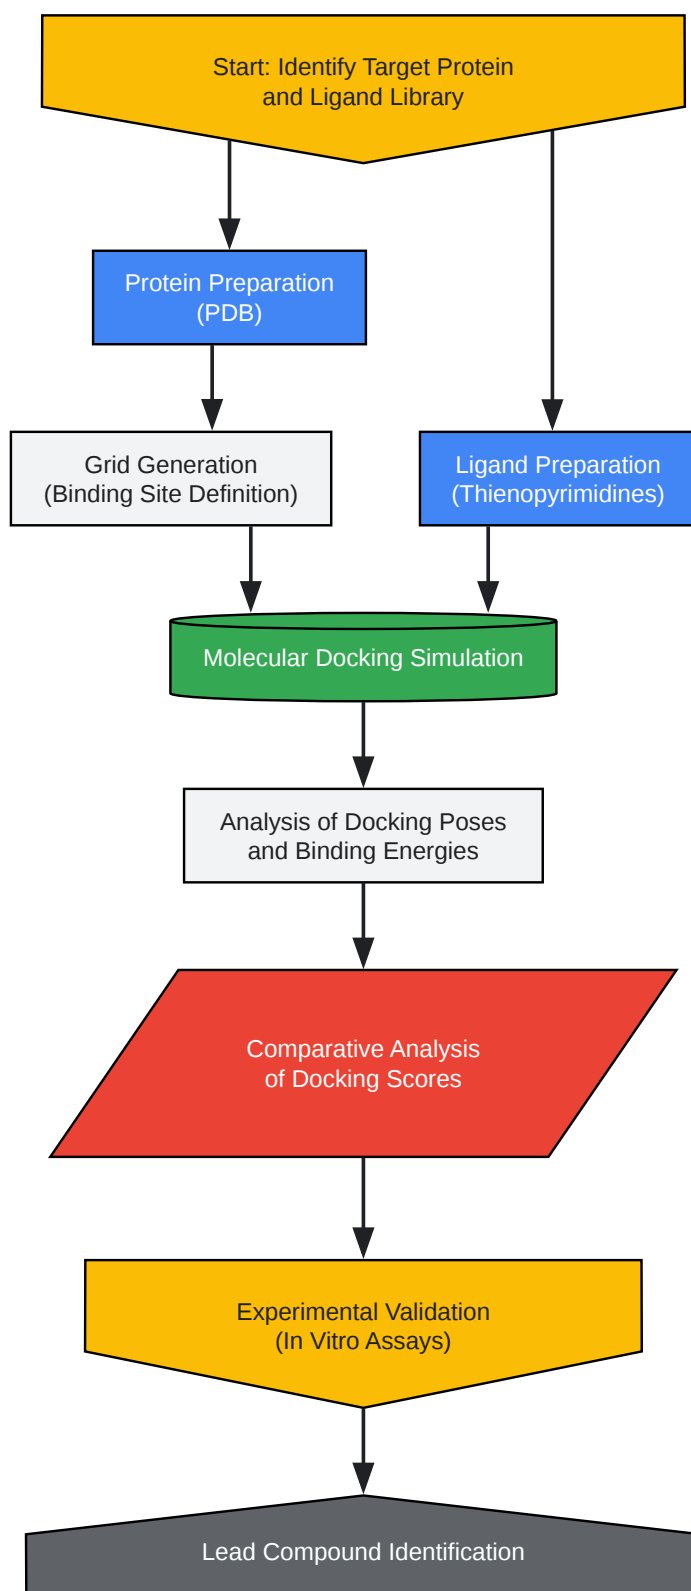 Start: Identify Target Protein
and Ligand Library
Protein Preparation
(PDB)
Grid Generation
(Binding Site Definition)
Ligand Preparation
(Thienopyrimidines)
Molecular Docking Simulation
Analysis of Docking Poses
and Binding Energies
Comparative Analysis
of Docking Scores
Experimental Validation
(In Vitro Assays)
Lead Compound Identification